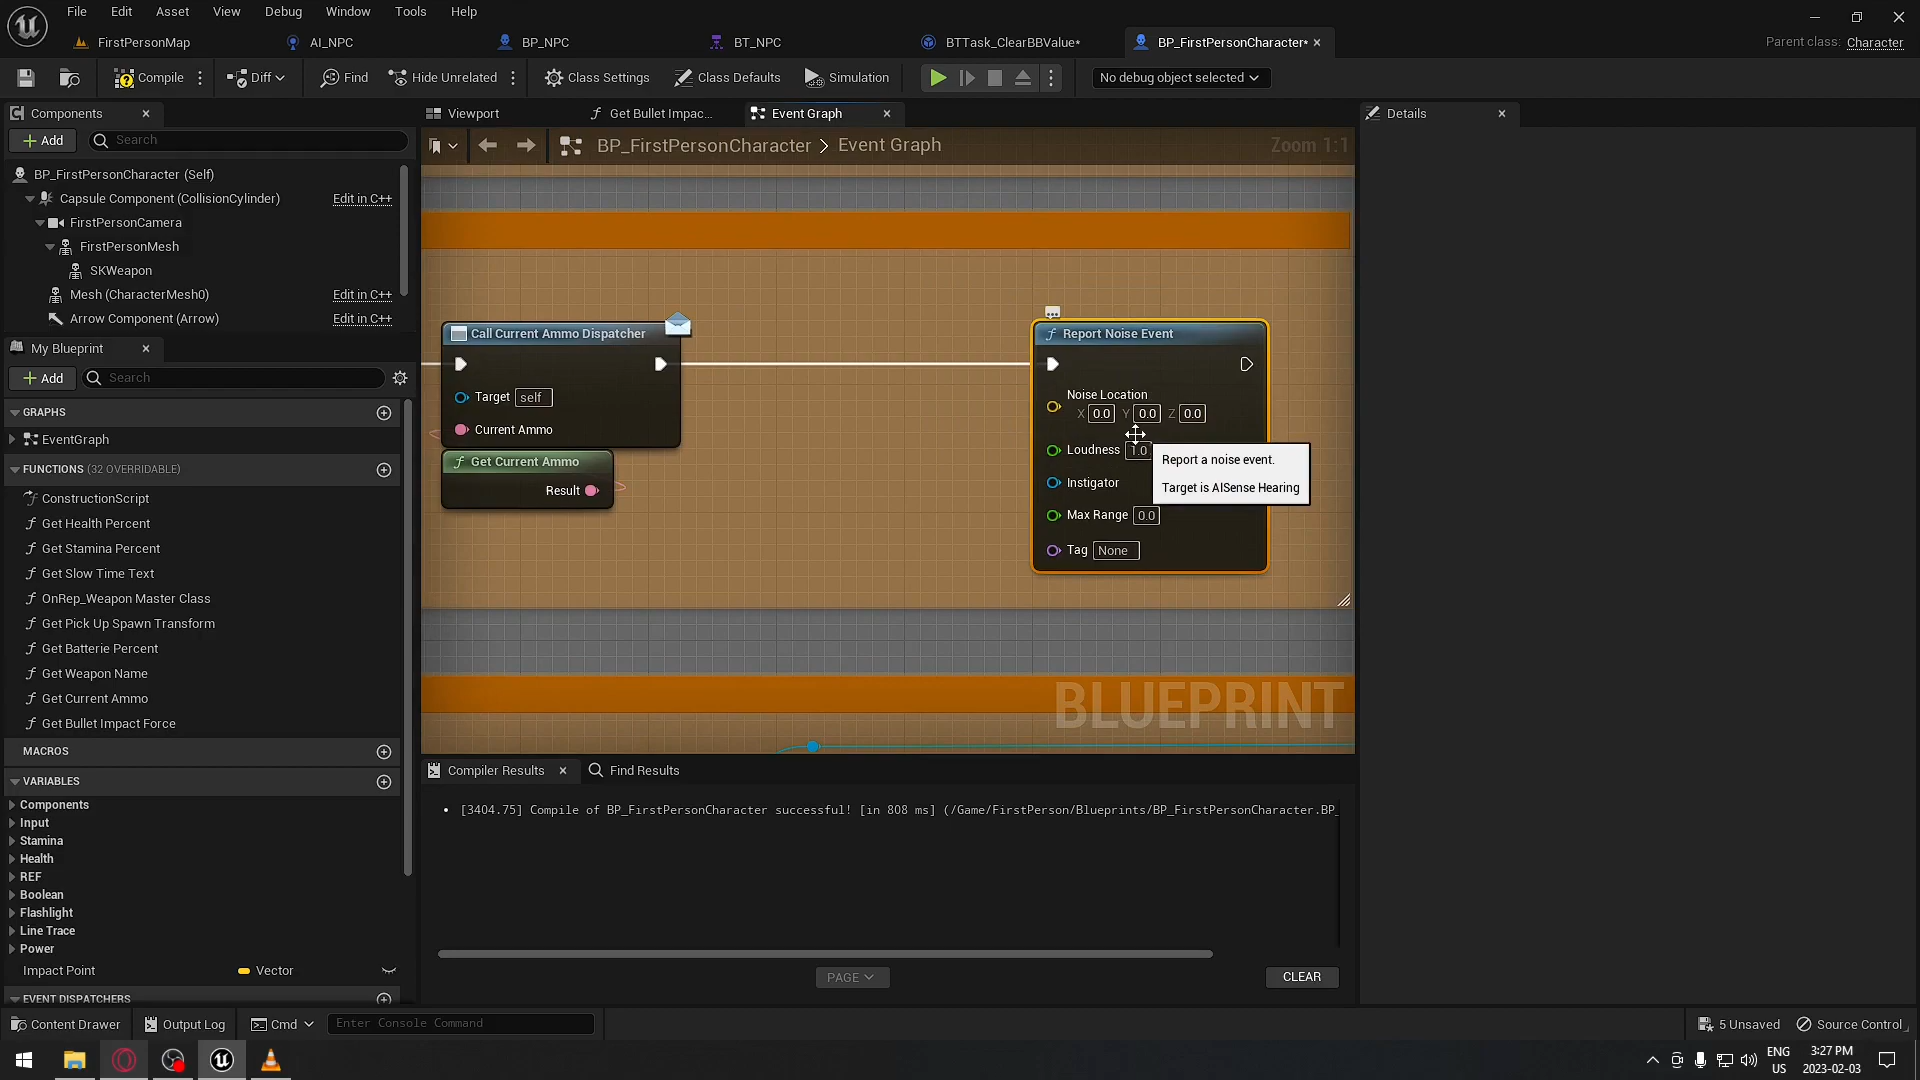 File Edit Asset View Debug Window Tools Help
FirstPersonMap AI_NPC BP_NPC BT_NPC BTTask_ClearBBValue* BP_FirstPersonCharacter* Parent class: Character
Compile Diff Find Hide Unrelated Class Settings Class Defaults Simulation No debug object selected
Components Viewport Get Bullet Impac... Event Graph Details
Add Search
BP_FirstPersonCharacter > Event Graph Zoom 1:1
BP_FirstPersonCharacter (Self)
Capsule Component (CollisionCylinder) Edit in C++
FirstPersonCamera
FirstPersonMesh
SKWeapon
Mesh (CharacterMesh0) Edit in C++
Arrow Component (Arrow) Edit in C++
My Blueprint
Add Search
GRAPHS
EventGraph
FUNCTIONS (32 OVERRIDABLE)
ConstructionScript
Get Health Percent
Get Stamina Percent
Get Slow Time Text
OnRep_Weapon Master Class
Get Pick Up Spawn Transform
Get Batterie Percent
Get Weapon Name
Get Current Ammo
Get Bullet Impact Force
MACROS
VARIABLES
Components
Input
Stamina
Health
REF
Boolean
Flashlight
Line Trace
Power
Impact Point Vector
EVENT DISPATCHERS
Call Current Ammo Dispatcher
Target self
Current Ammo
Get Current Ammo
Result
Report Noise Event
Noise Location
X 0.0 Y 0.0 Z 0.0
Loudness 1.0
Instigator
Max Range 0.0
Tag None
Report a noise event.
Target is AISense Hearing
BLUEPRINT
Compiler Results Find Results
[3404.75] Compile of BP_FirstPersonCharacter successful! [in 808 ms] (/Game/FirstPerson/Blueprints/BP_FirstPersonCharacter.BP_
PAGE CLEAR
Content Drawer Output Log Cmd Enter Console Command 5 Unsaved Source Control
ENG
US
3:27 PM
2023-02-03